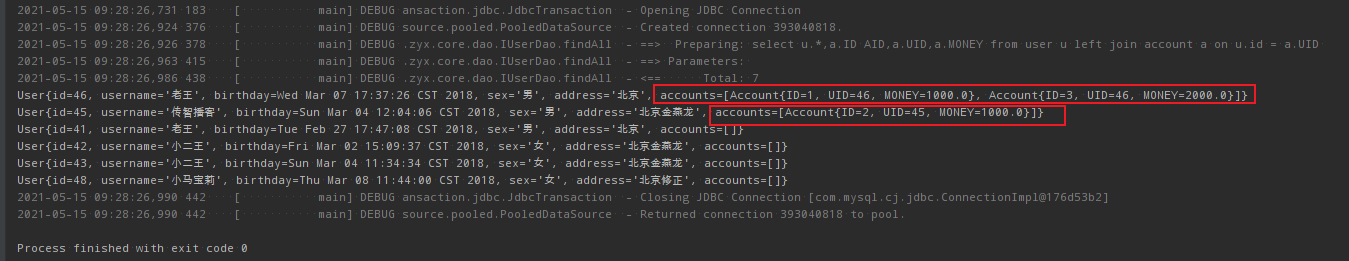 2021-05-15 09:28:26,731 183 [ main] DEBUG ansaction.jdbc.JdbcTransaction - Opening JDBC Connection
2021-05-15 09:28:26,924 376 [ main] DEBUG source.pooled.PooledDataSource - Created connection 393040818.
2021-05-15 09:28:26,926 378 [ main] DEBUG .zyx.core.dao.IUserDao.findAll - ==> Preparing: select u.*,a.ID AID,a.UID,a.MONEY from user u left join account a on u.id = a.UID
2021-05-15 09:28:26,963 415 [ main] DEBUG .zyx.core.dao.IUserDao.findAll - ==> Parameters:
2021-05-15 09:28:26,986 438 [ main] DEBUG .zyx.core.dao.IUserDao.findAll - <== Total: 7
User{id=46, username='老王', birthday=Wed Mar 07 17:37:26 CST 2018, sex='男', address='北京', accounts=[Account{ID=1, UID=46, MONEY=1000.0}, Account{ID=3, UID=46, MONEY=2000.0}]}
User{id=45, username='传智播客', birthday=Sun Mar 04 12:04:06 CST 2018, sex='男', address='北京金燕龙', accounts=[Account{ID=2, UID=45, MONEY=1000.0}]}
User{id=41, username='老王', birthday=Tue Feb 27 17:47:08 CST 2018, sex='男', address='北京', accounts=[]}
User{id=42, username='小二王', birthday=Fri Mar 02 15:09:37 CST 2018, sex='女', address='北京金燕龙', accounts=[]}
User{id=43, username='小二王', birthday=Sun Mar 04 11:34:34 CST 2018, sex='女', address='北京金燕龙', accounts=[]}
User{id=48, username='小马宝莉', birthday=Thu Mar 08 11:44:00 CST 2018, sex='女', address='北京修正', accounts=[]}
2021-05-15 09:28:26,990 442 [ main] DEBUG ansaction.jdbc.JdbcTransaction - Closing JDBC Connection [com.mysql.cj.jdbc.ConnectionImpl@176d53b2]
2021-05-15 09:28:26,990 442 [ main] DEBUG source.pooled.PooledDataSource - Returned connection 393040818 to pool.
Process finished with exit code 0